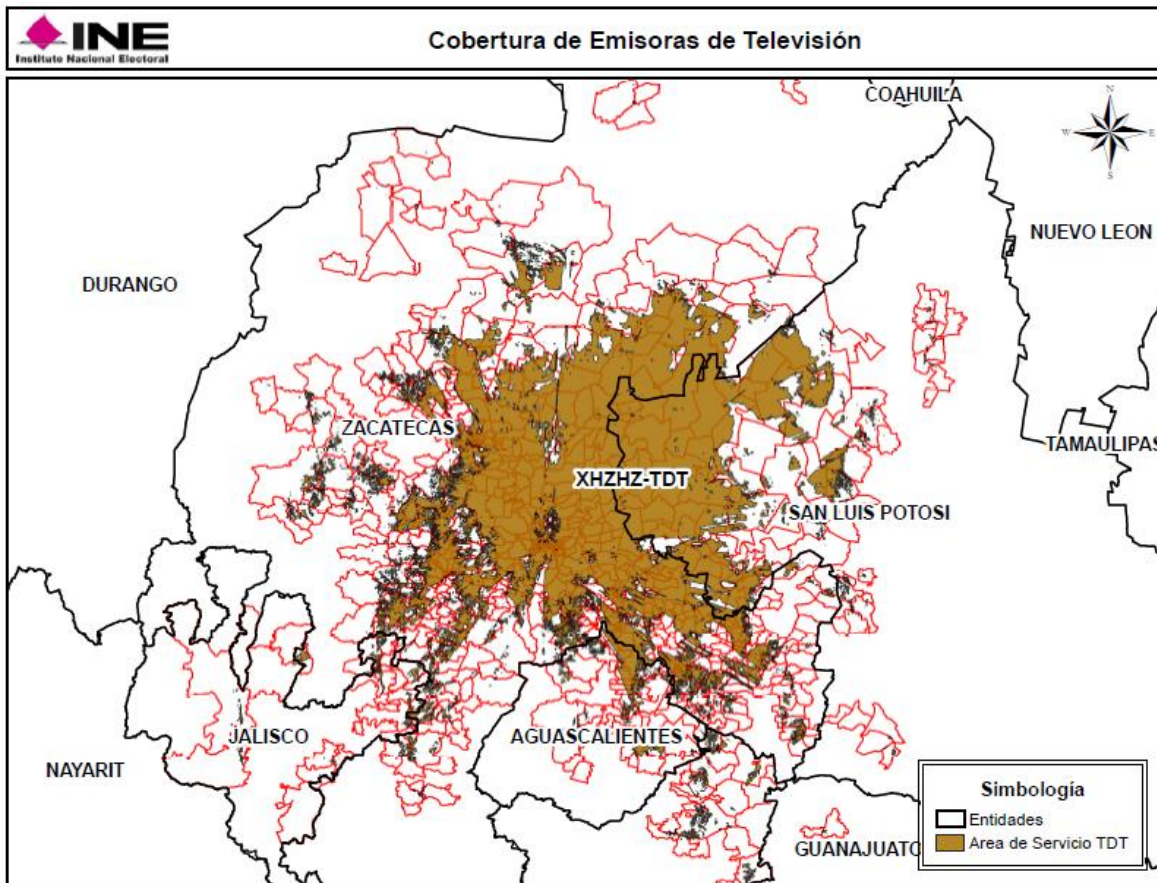 INE
Instituto Nacional Electoral
Cobertura de Emisoras de Televisión
COAHUILA
N
W E
S
NUEVO LEON
DURANGO
ZACATECAS
TAMAULIPAS
XHZHZ-TDT
SAN LUIS POTOSI
JALISCO
AGUASCALIENTES
NAYARIT
GUANAJUATO
Simbología
Entidades
Area de Servicio TDT